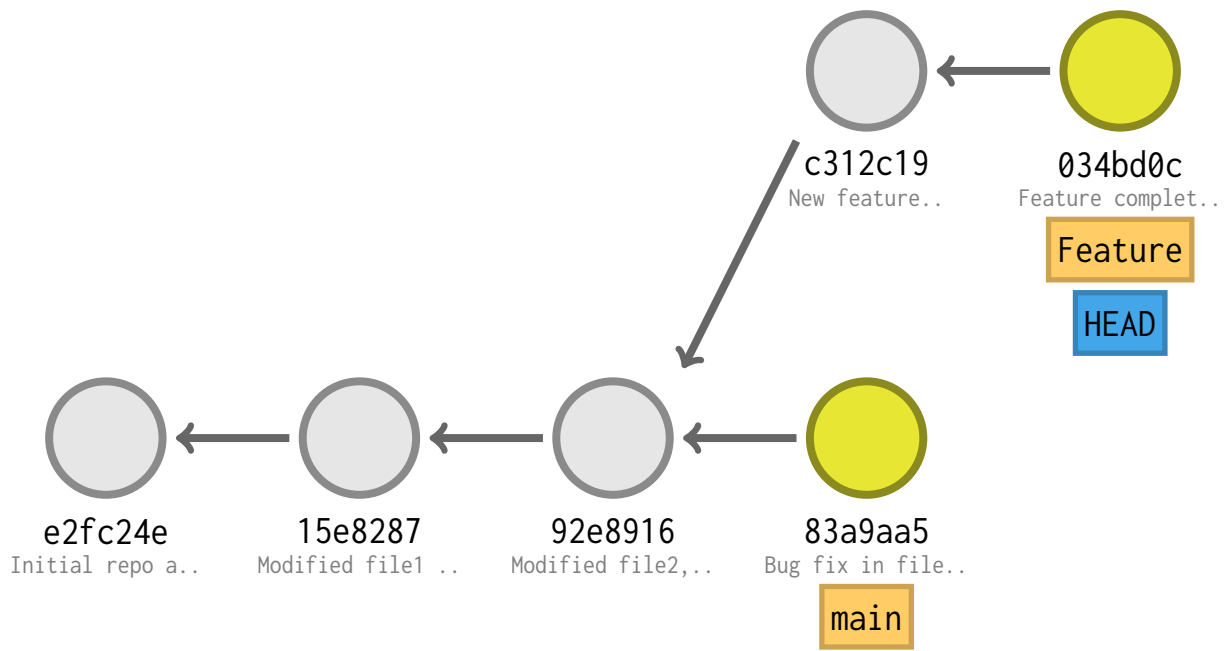 c312c19
New feature..
034bd0c
Feature complet..
Feature
HEAD
e2fc24e
Initial repo a..
15e8287
Modified file1 ..
92e8916
Modified file2,..
83a9aa5
Bug fix in file..
main